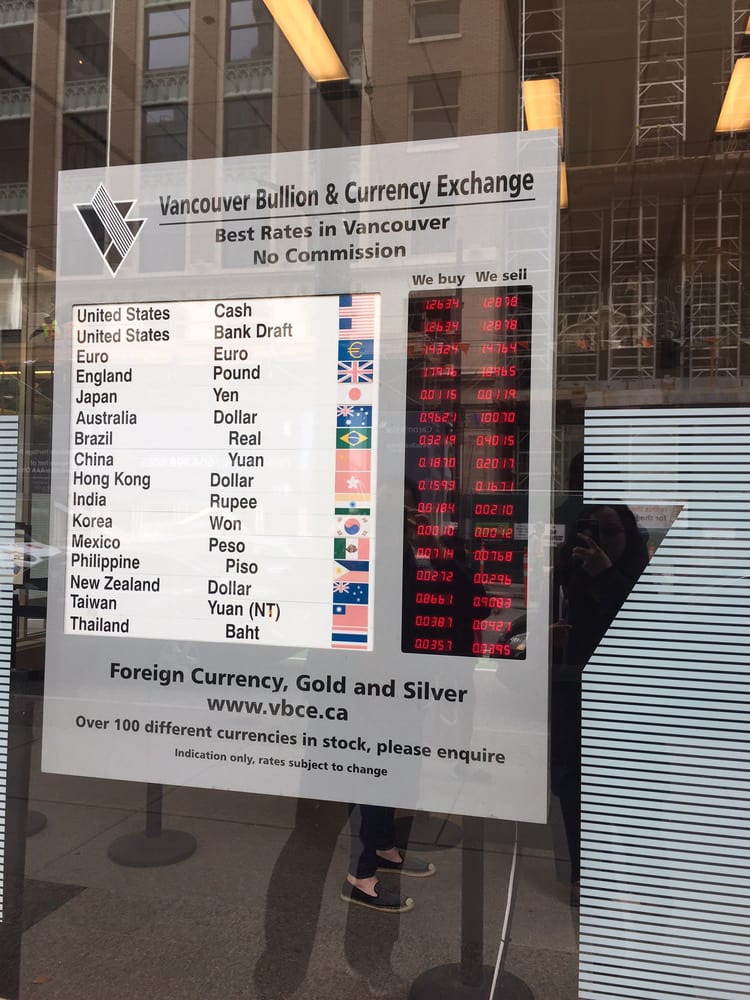 Vancouver Bullion & Currency Exchange
Best Rates in Vancouver
No Commission
We buy We sell
United States Cash 1.2634 1.2878
United States Bank Draft 1.2634 1.2878
Euro Euro 1.4324 1.4764
England Pound 1.8465
Japan Yen 0.0115 0.0119
Australia Dollar 1.0070
Brazil Real 0.4015
China Yuan 0.1870 0.2017
Hong Kong Dollar 0.1599 0.1671
India Rupee 0.0184 0.0210
Korea Won 0.0010 0.0012
Mexico Peso 0.0714 0.0768
Philippine Piso 0.0272 0.0296
New Zealand Dollar 0.8661 0.9083
Taiwan Yuan (NT) 0.0387 0.0427
Thailand Baht 0.0357 0.0395
Foreign Currency, Gold and Silver
www.vbce.ca
Over 100 different currencies in stock, please enquire
Indication only, rates subject to change